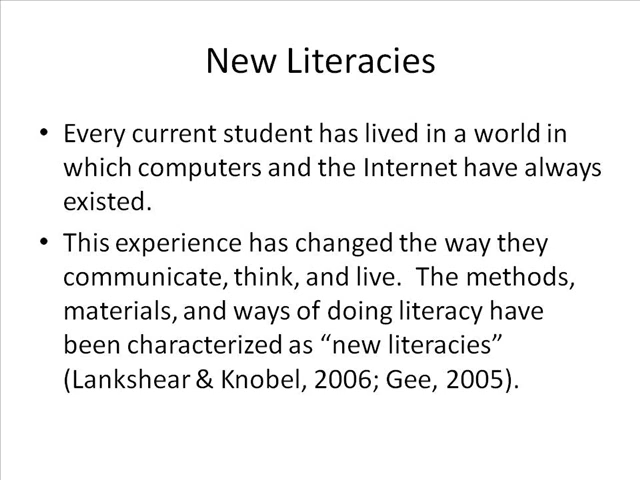 New Literacies
• Every current student has lived in a world in
which computers and the Internet have always
existed.
• This experience has changed the way they
communicate, think, and live.  The methods,
materials, and ways of doing literacy have
been characterized as “new literacies”
(Lankshear & Knobel, 2006; Gee, 2005).